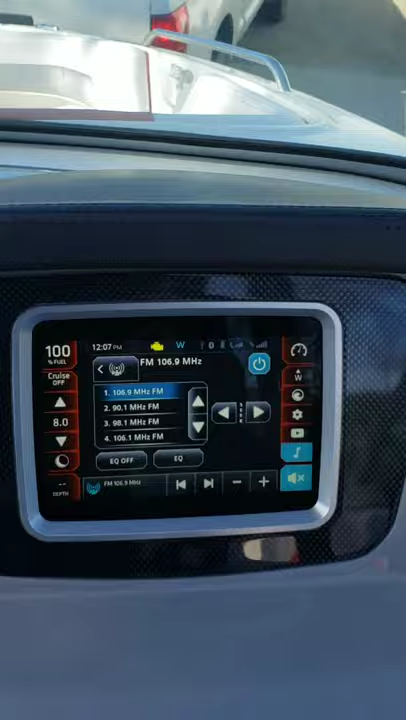 12:07 PM W 0
100
% FUEL
FM 106.9 MHz
Cruise
OFF
W
1. 106.9 MHz FM
2. 90.1 MHz FM
8.0
SEEK
3. 98.1 MHz FM
4. 106.1 MHz FM
EQ OFF
EQ
--
DEPTH
FM 106.9 MHz